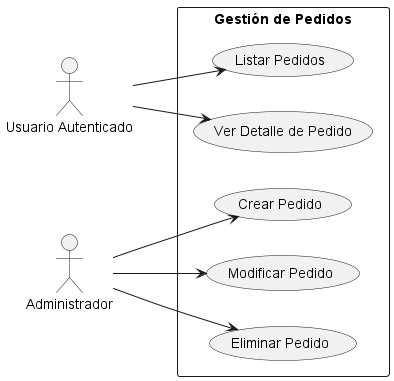 Gestión de Pedidos
Listar Pedidos
Usuario Autenticado
Ver Detalle de Pedido
Crear Pedido
Modificar Pedido
Administrador
Eliminar Pedido